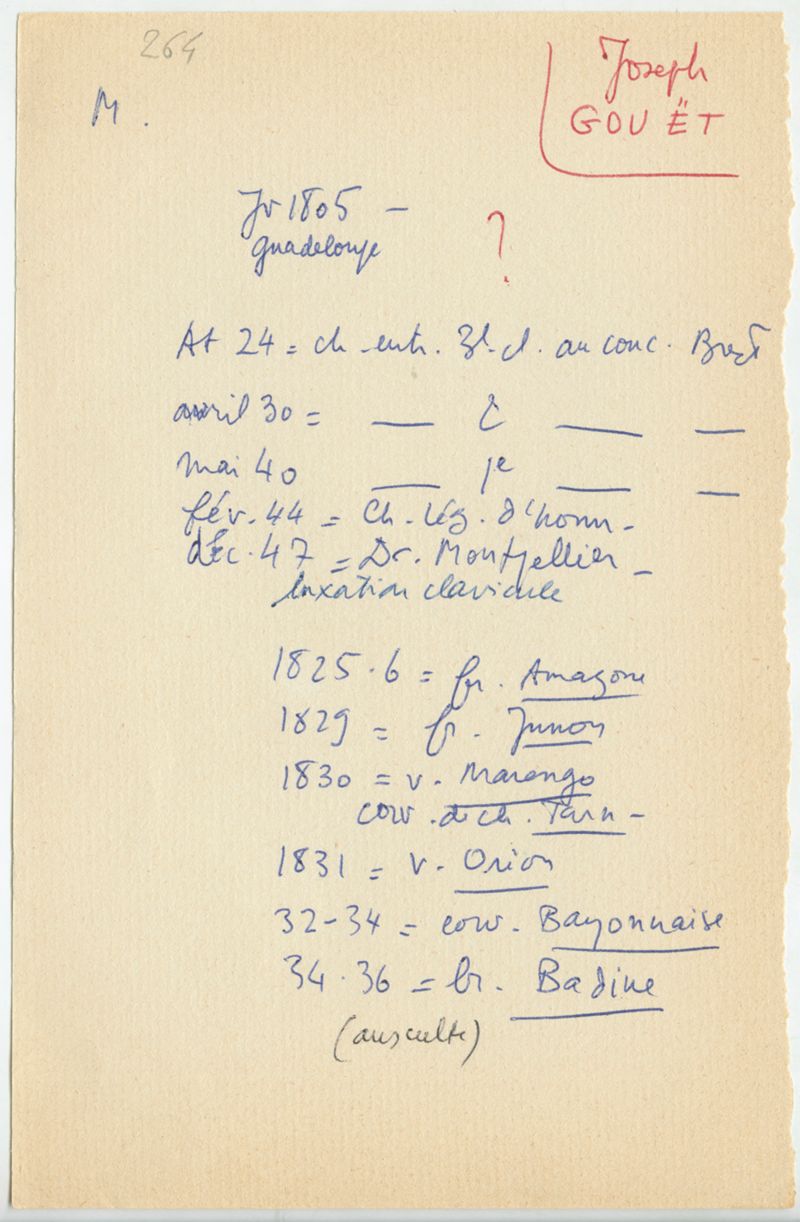 264
Joseph
GOUËT
M.
Jv 1805 –
Guadeloupe
?
At 24 = ch. entr. 3e cl. au conc. Brest
avril 30 = — 2e — —
mai 40 — 1e — —
fév. 44 = Ch. Lég. d'honn –
déc. 47 = Dr. Montpellier –
luxation clavicule
1825.6 = fr. Amazone
1829 = fr. Junon
1830 = v. Marengo
corv. de ch. Tarn –
1831 = v. Orion
32-34 = corv. Bayonnaise
34.36 = br. Badine
(ausculte)